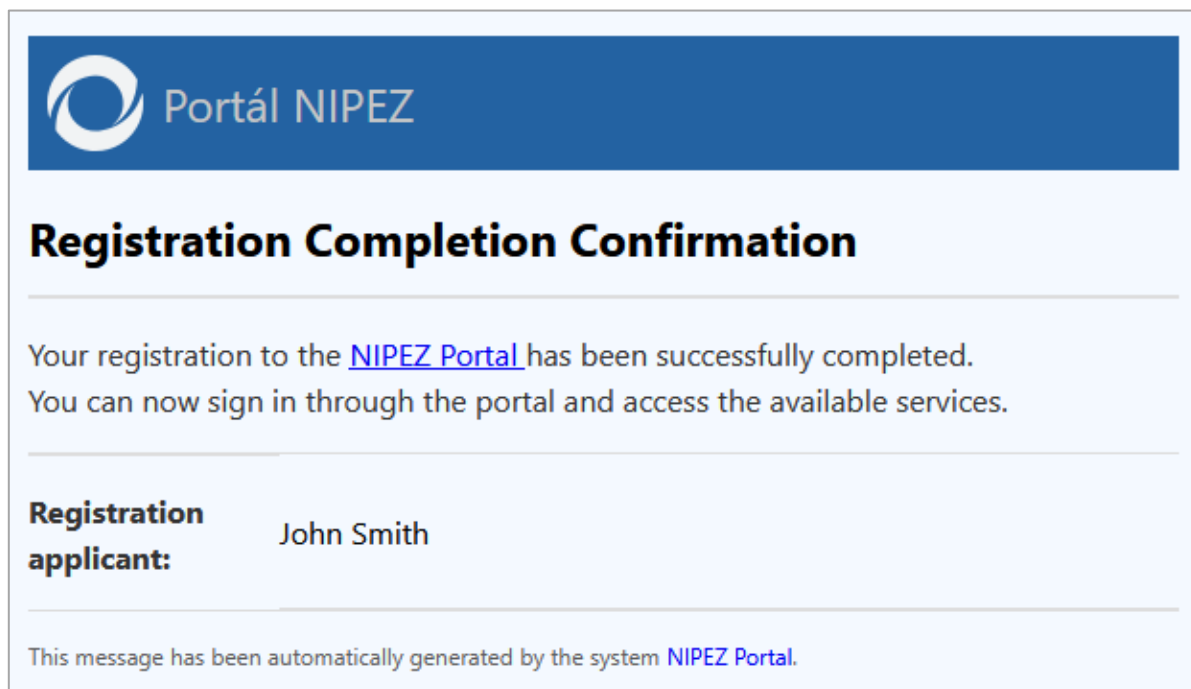 Portál NIPEZ
Registration Completion Confirmation
Your registration to the NIPEZ Portal has been successfully completed.
You can now sign in through the portal and access the available services.
Registration
applicant:
John Smith
This message has been automatically generated by the system NIPEZ Portal.